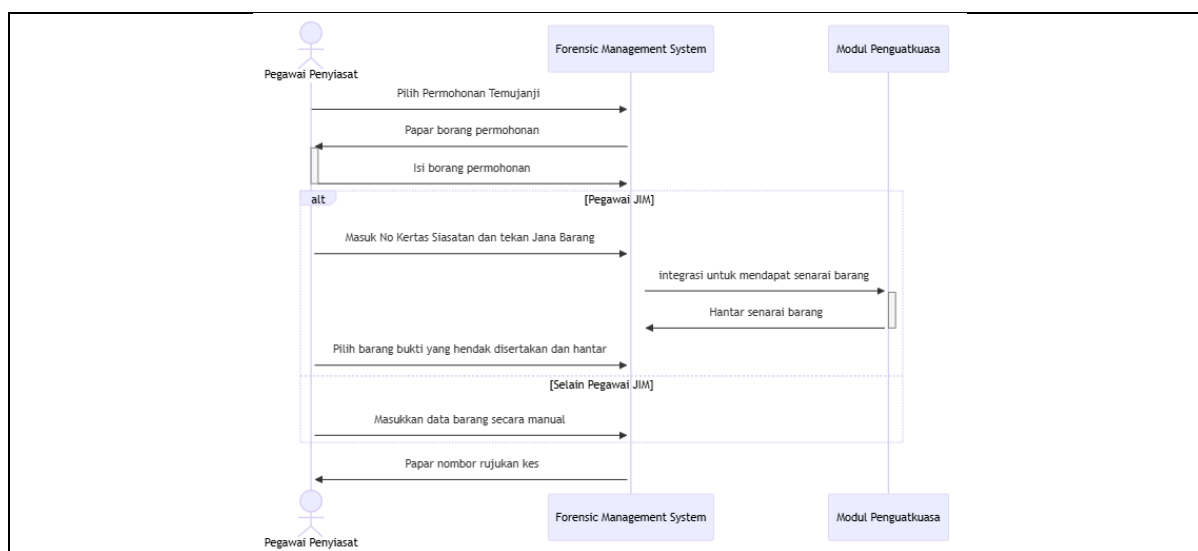 Pegawai Penyiasat
Forensic Management System
Modul Penguatkuasa
Pilih Permohonan Temujanji
Papar borang permohonan
Isi borang permohonan
alt
[Pegawai JIM]
Masuk No Kertas Siasatan dan tekan Jana Barang
integrasi untuk mendapat senarai barang
Hantar senarai barang
Pilih barang bukti yang hendak disertakan dan hantar
[Selain Pegawai JIM]
Masukkan data barang secara manual
Papar nombor rujukan kes
Pegawai Penyiasat
Forensic Management System
Modul Penguatkuasa